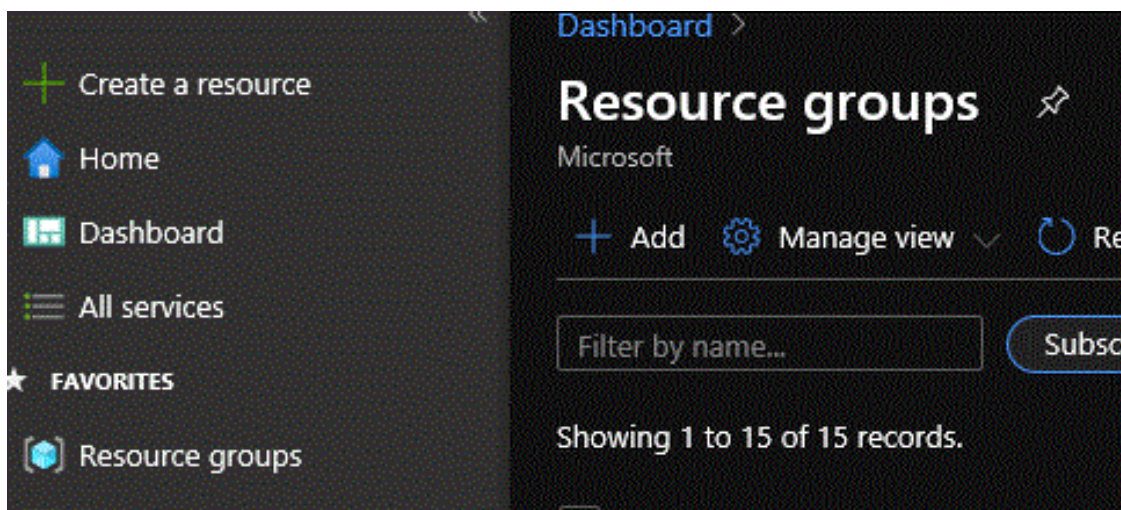 Create a resource
Home
Dashboard
All services
FAVORITES
Resource groups
Dashboard >
Resource groups
Microsoft
Add
Manage view
Filter by name...
Showing 1 to 15 of 15 records.